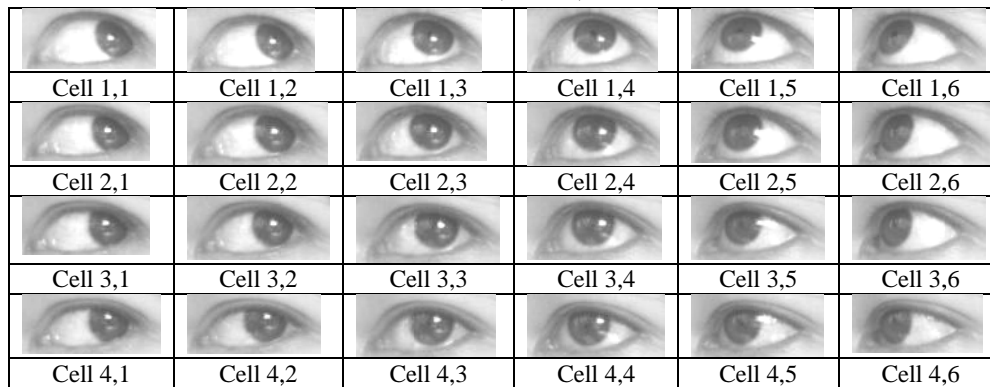 Cell 1,1 Cell 1,2 Cell 1,3 Cell 1,4 Cell 1,5 Cell 1,6
Cell 2,1 Cell 2,2 Cell 2,3 Cell 2,4 Cell 2,5 Cell 2,6
Cell 3,1 Cell 3,2 Cell 3,3 Cell 3,4 Cell 3,5 Cell 3,6
Cell 4,1 Cell 4,2 Cell 4,3 Cell 4,4 Cell 4,5 Cell 4,6